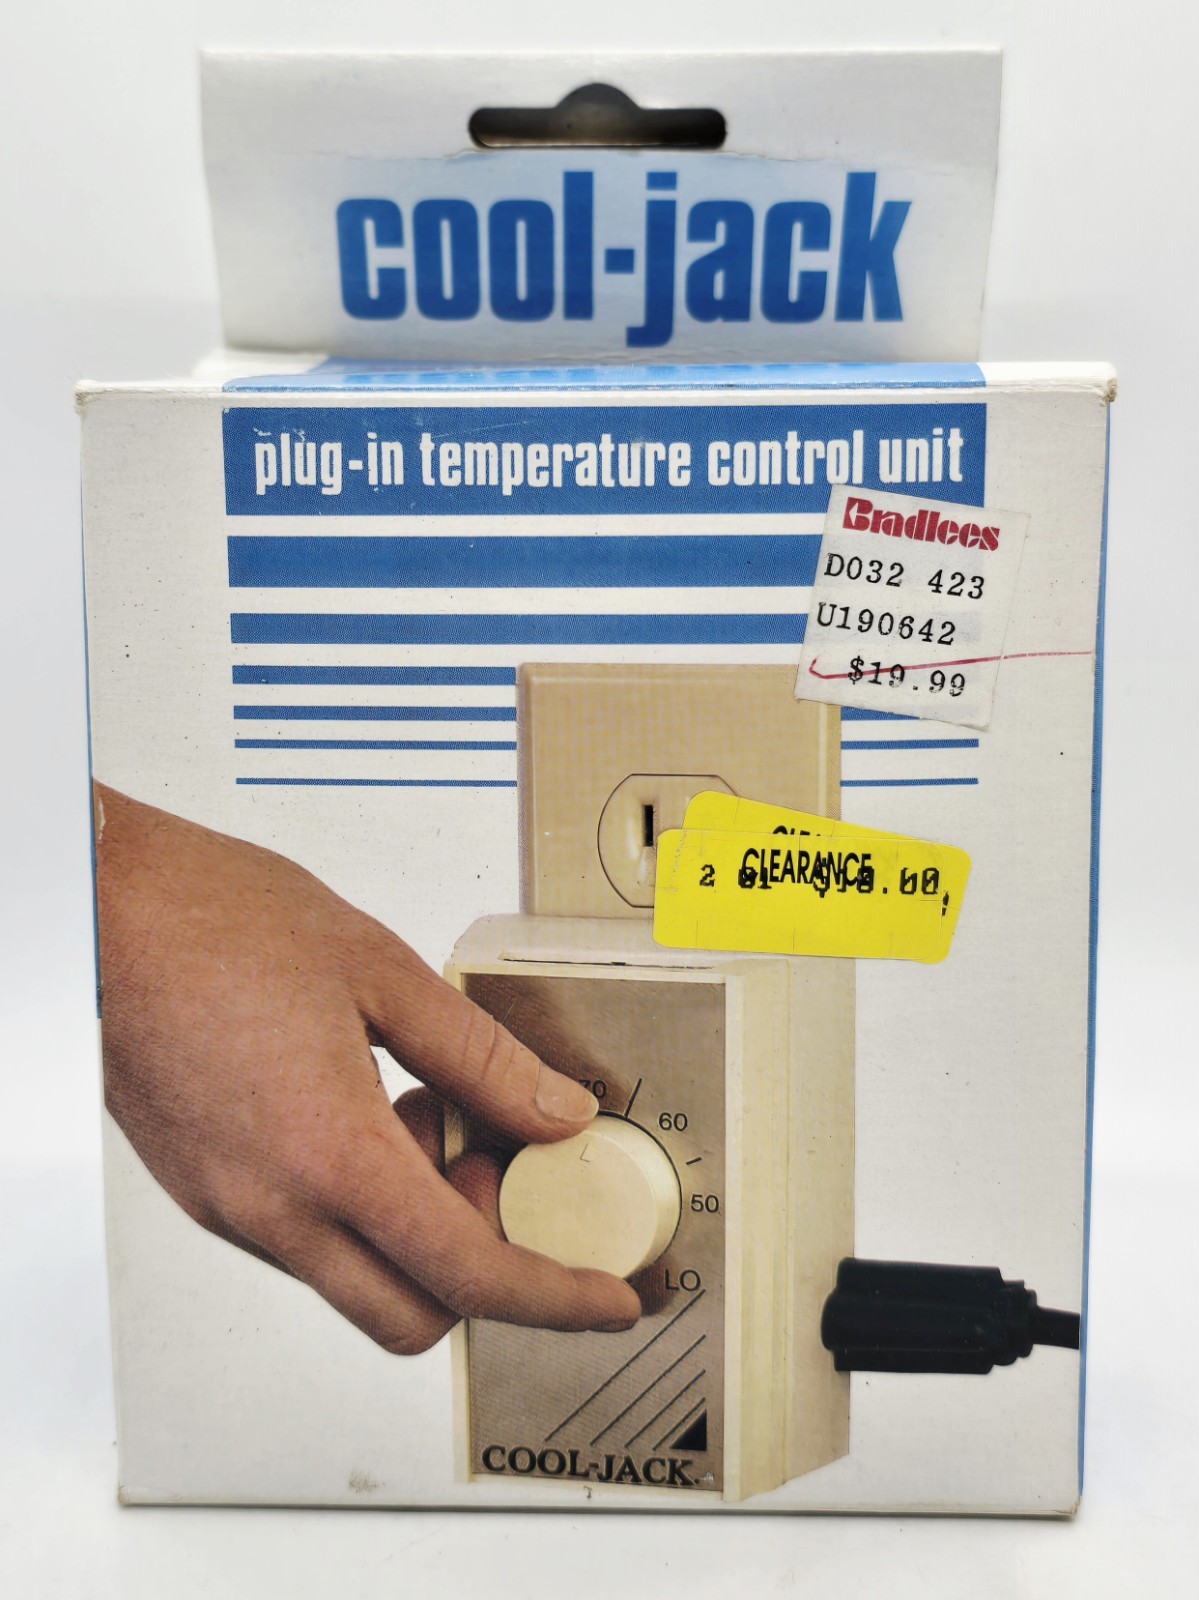 cool-jack
plug-in temperature control unit
Bradlees
D032 423
U190642
$19.99
CLEARANCE
70
60
50
LO
COOL-JACK